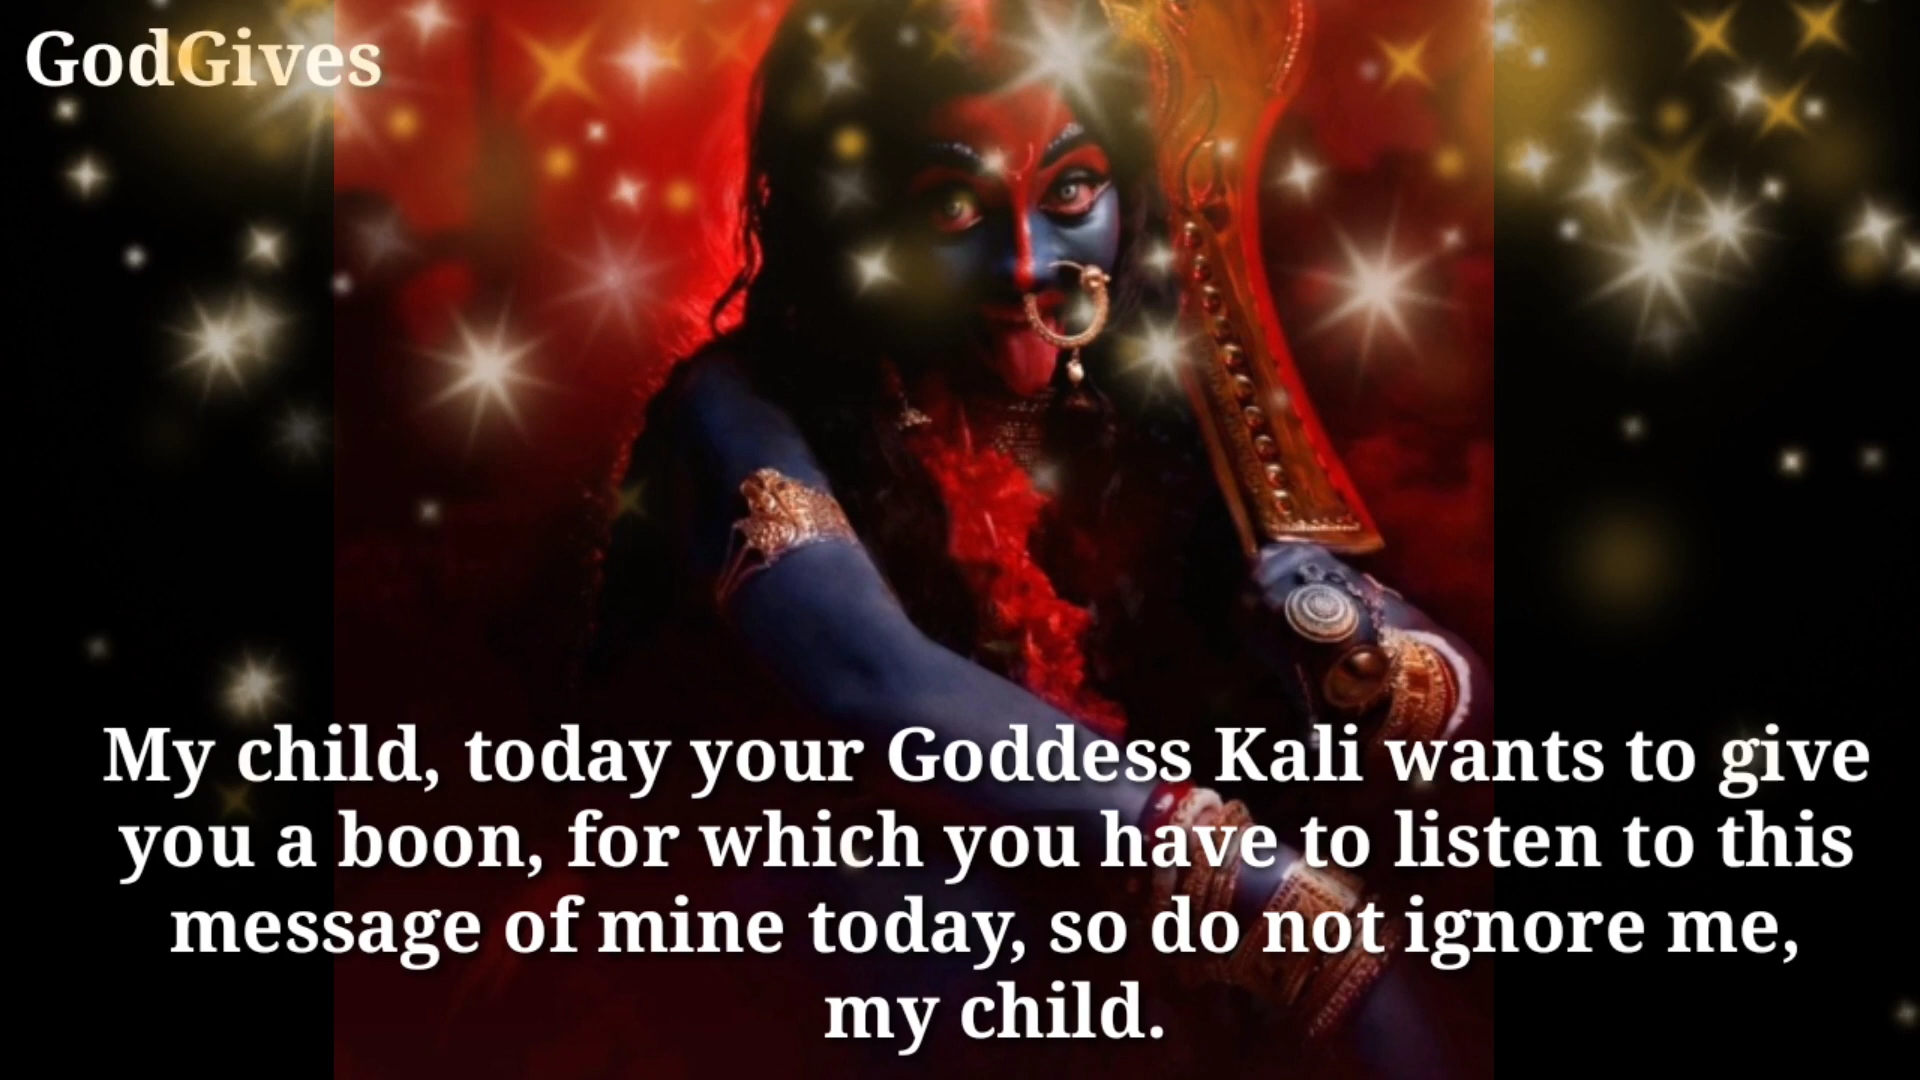 GodGives
My child, today your Goddess Kali wants to give
you a boon, for which you have to listen to this
message of mine today, so do not ignore me,
my child.